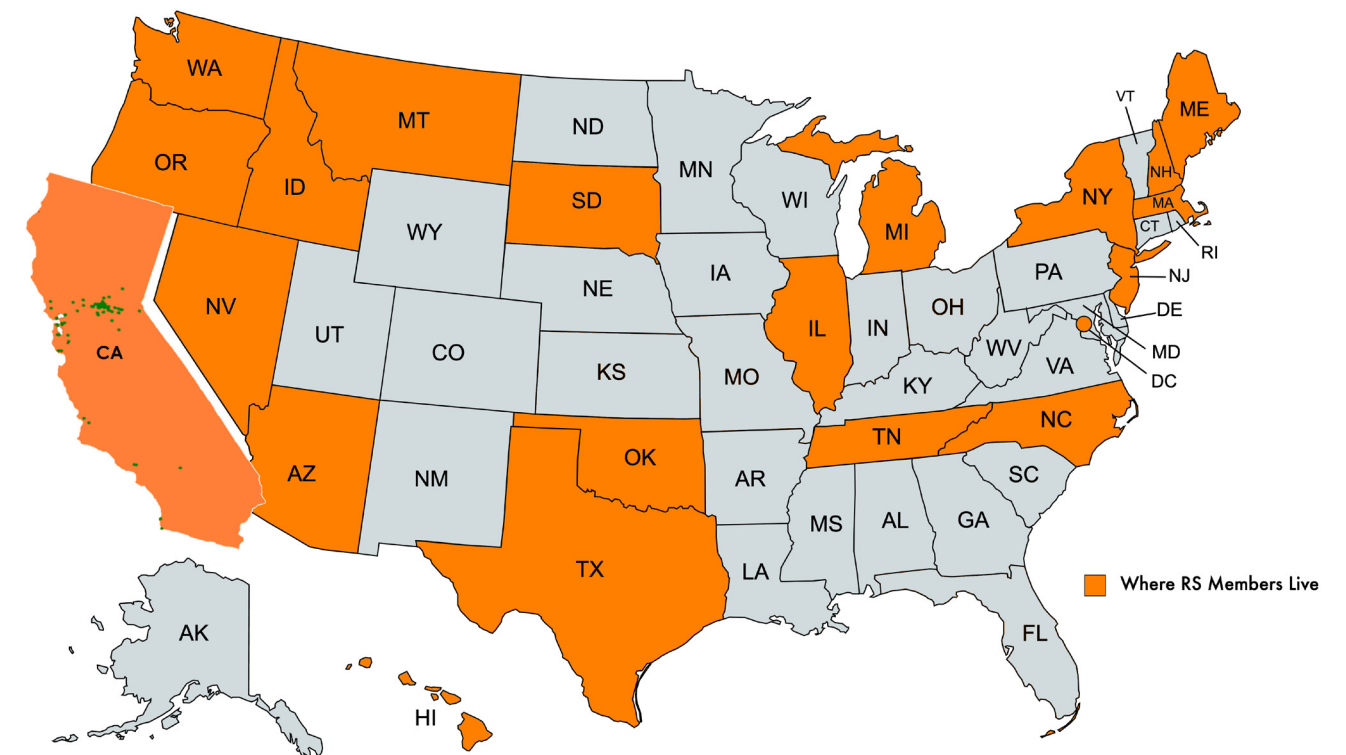 WA
MT
ND
MN
VT
ME
OR
ID
SD
WI
MI
NY
NH
MA
CT
RI
WY
IA
PA
NJ
NV
NE
IL
IN
OH
DE
UT
CO
KS
MO
KY
WV
VA
MD
DC
CA
AZ
NM
OK
AR
TN
NC
SC
TX
LA
MS
AL
GA
Where RS Members Live
AK
FL
HI